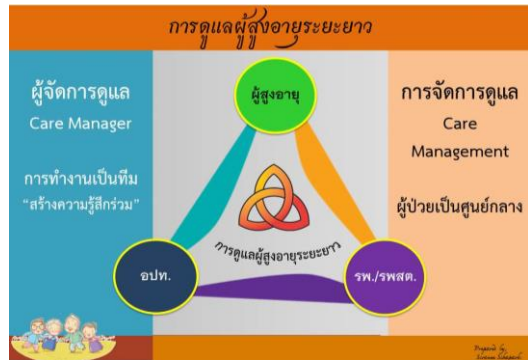 การดูแลผู้สูงอายุระยะยาว
ผู้จัดการดูแล
Care Manager
การทำงานเป็นทีม
“สร้างความรู้สึกร่วม”
ผู้สูงอายุ
อปท.
รพ./รพสต.
การดูแลผู้สูงอายุระยะยาว
การจัดการดูแล
Care
Management
ผู้ป่วยเป็นศูนย์กลาง
Prepared by